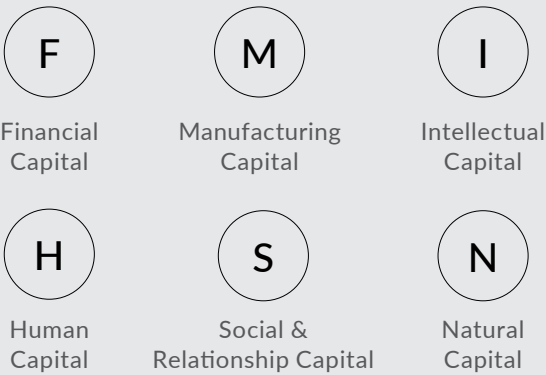 F
M
I
Financial
Capital
Manufacturing
Capital
Intellectual
Capital
H
S
N
Human
Capital
Social &
Relationship Capital
Natural
Capital